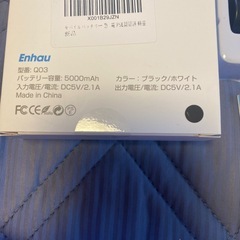 X001B29JZN
Enhau
型番: Q03
バッテリー容量: 5000mAh カラー: ブラック/ホワイト
入力電圧/電流: DC5V/2.1A 出力電圧/電流: DC5V/2.1A
Made in China